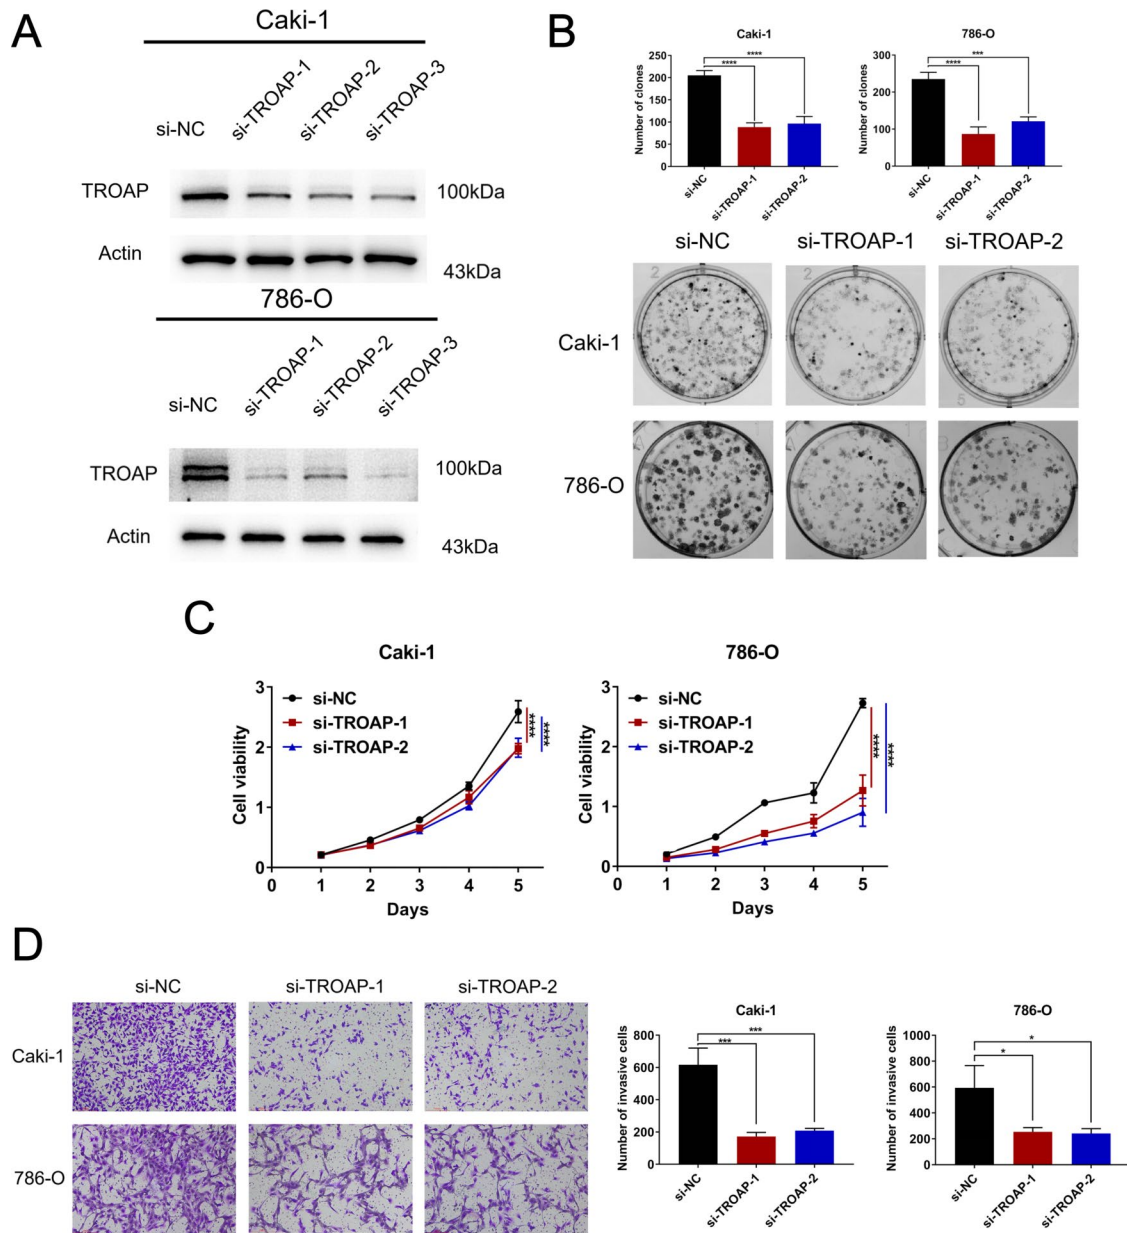 A
Caki-1
si-NC
si-TROAP-1
si-TROAP-2
si-TROAP-3
TROAP
100kDa
Actin
43kDa
786-O
si-NC
si-TROAP-1
si-TROAP-2
si-TROAP-3
TROAP
100kDa
Actin
43kDa
B
Caki-1
Number of clones
250
200
150
100
50
0
****
****
si-NC
si-TROAP-1
si-TROAP-2
786-O
Number of clones
300
200
100
0
***
****
si-NC
si-TROAP-1
si-TROAP-2
si-NC
si-TROAP-1
si-TROAP-2
Caki-1
786-O
2
2
5
C
Caki-1
Cell viability
3
2
1
0
si-NC
si-TROAP-1
si-TROAP-2
****
****
0 1 2 3 4 5
Days
786-O
Cell viability
3
2
1
0
si-NC
si-TROAP-1
si-TROAP-2
****
****
0 1 2 3 4 5
Days
D
si-NC
si-TROAP-1
si-TROAP-2
Caki-1
786-O
Caki-1
Number of invasive cells
800
600
400
200
0
***
***
si-NC
si-TROAP-1
si-TROAP-2
786-O
Number of invasive cells
1000
800
600
400
200
0
*
*
si-NC
si-TROAP-1
si-TROAP-2